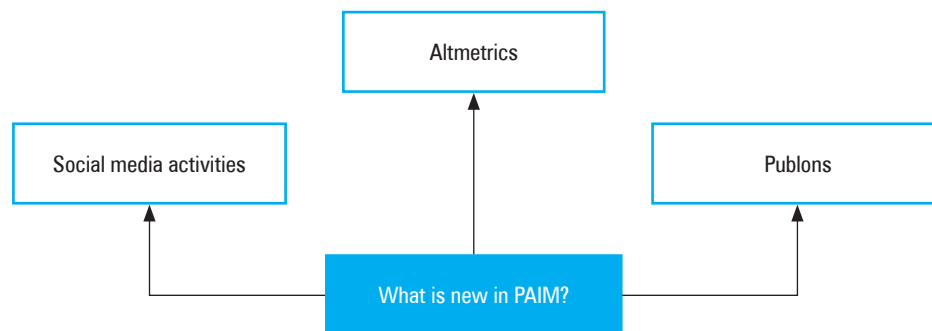 Altmetrics
Social media activities
Publons
What is new in PAIM?